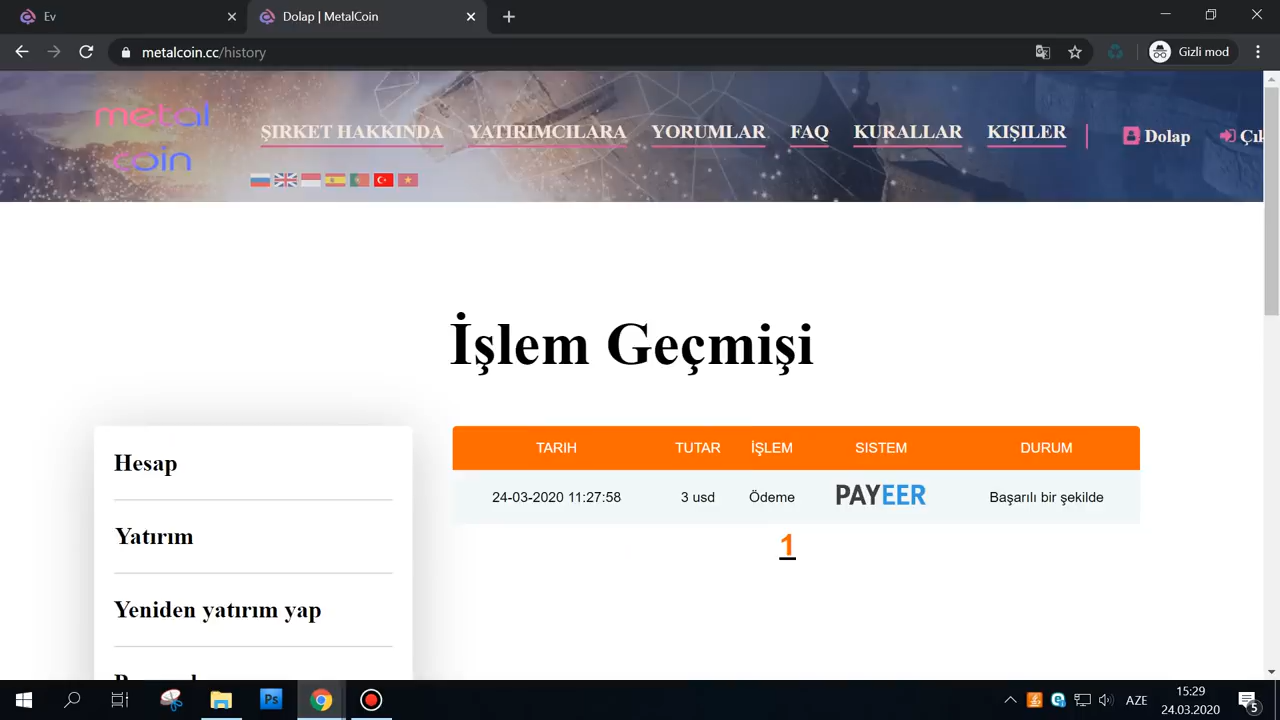 Ev
Dolap | MetalCoin
metalcoin.cc/history
Gizli mod
metal
coin
ŞIRKET HAKKINDA YATIRIMCILARA YORUMLAR FAQ KURALLAR KIŞILER Dolap
İşlem Geçmişi
Hesap
Yatırım
Yeniden yatırım yap
TARIH TUTAR İŞLEM SISTEM DURUM
24-03-2020 11:27:58 3 usd Ödeme PAYEER Başarılı bir şekilde
1
Ps
AZE
15:29
24.03.2020
5